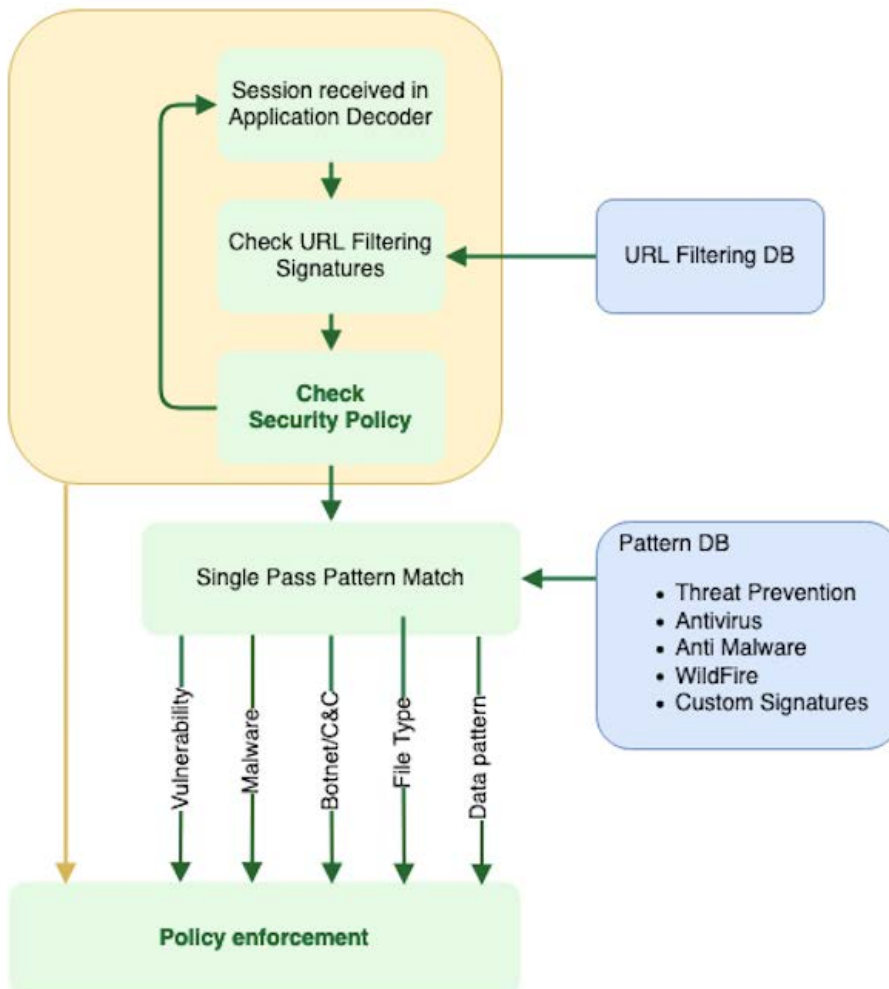 Session received in
Application Decoder
Check URL Filtering
Signatures
URL Filtering DB
Check
Security Policy
Single Pass Pattern Match
Pattern DB
• Threat Prevention
• Antivirus
• Anti Malware
• WildFire
• Custom Signatures
Vulnerability
Malware
Botnet/C&C
File Type
Data pattern
Policy enforcement